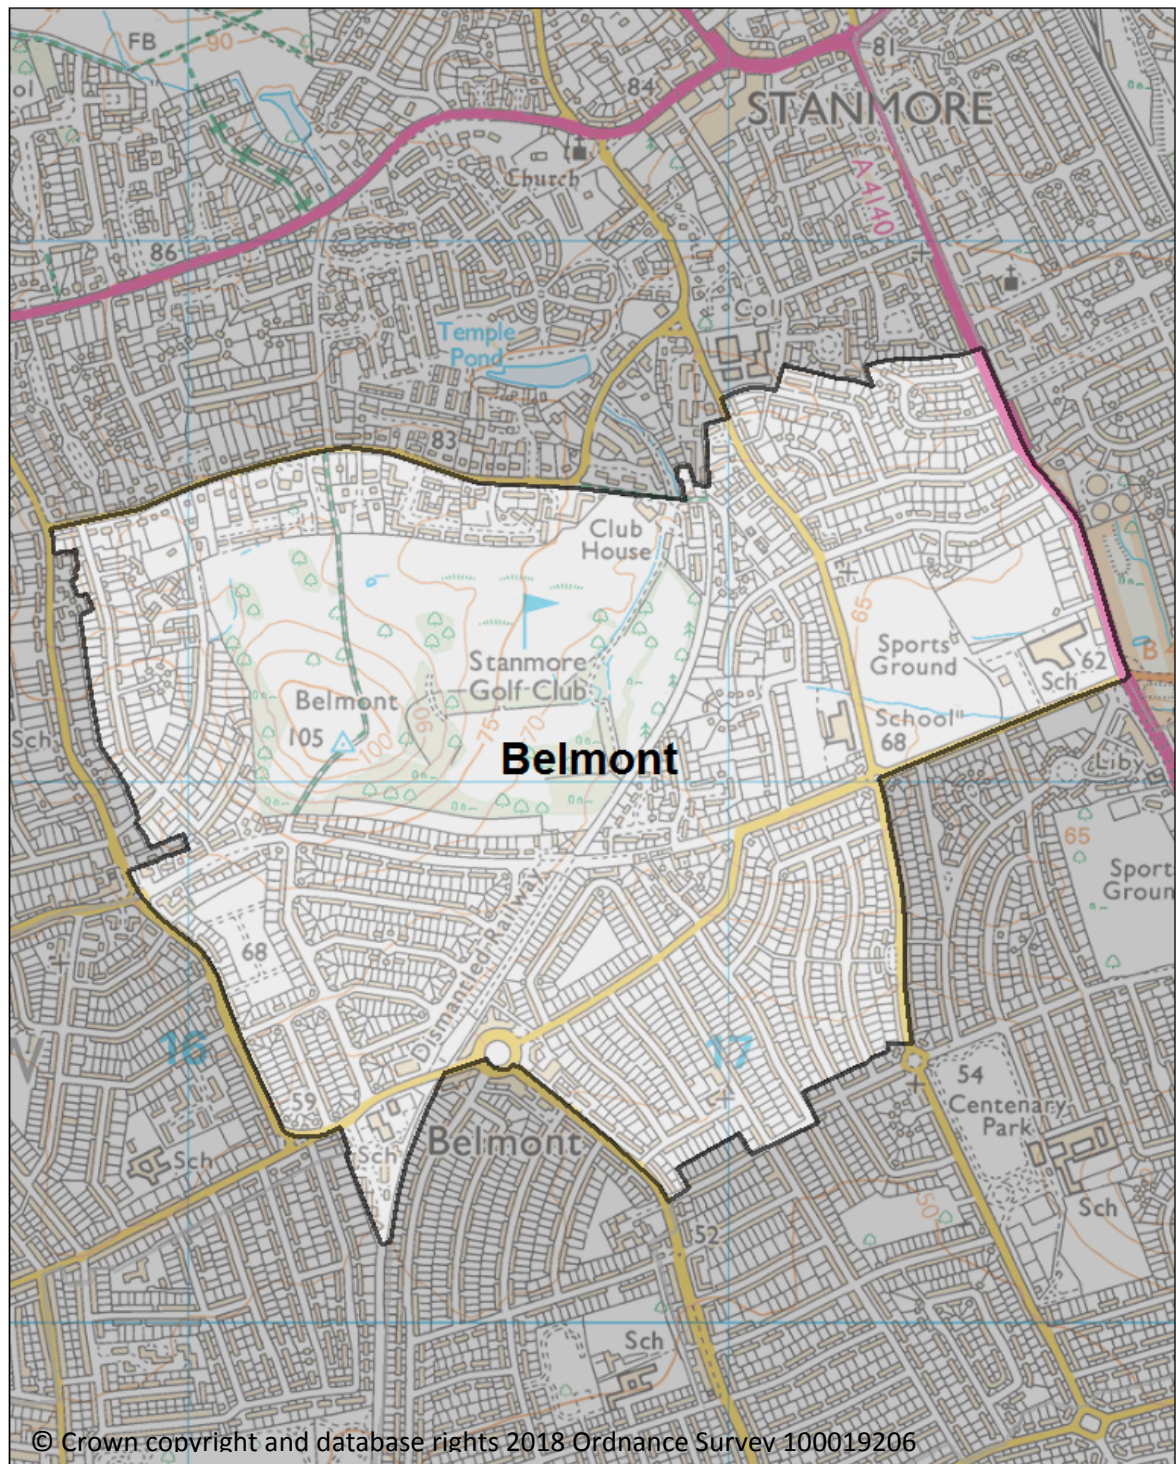 FB
90
ol
81
84
STANMORE
Church
A 4140
86
Coll
Temple
Pond
83
Club
House
65
Sports
Ground
Stanmore
Golf Club
62
B 4
Sch
Belmont
105
100
90
75
70
School
68
Sch
Belmont
Liby
65
Sport
Groun
Dismantled Railway
68
16
17
V
54
Centenary
Park
59
Belmont
Sch
Sch
50
Sch
52
Sch
© Crown copyright and database rights 2018 Ordnance Survey 100019206